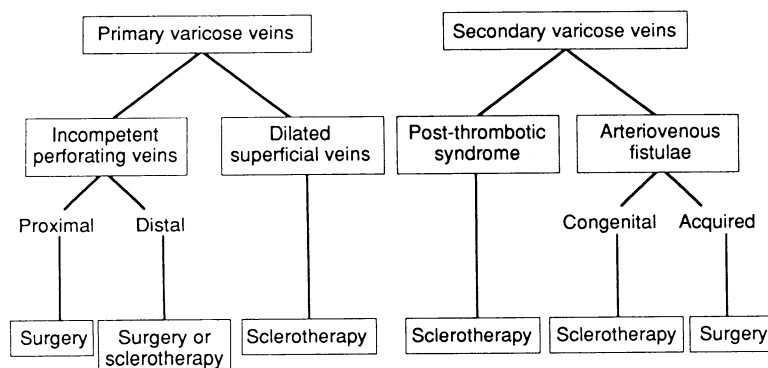 Primary varicose veins
Secondary varicose veins
Incompetent
perforating veins
Dilated
superficial veins
Post-thrombotic
syndrome
Arteriovenous
fistulae
Proximal
Distal
Congenital
Acquired
Surgery
Surgery or
sclerotherapy
Sclerotherapy
Sclerotherapy
Sclerotherapy
Surgery